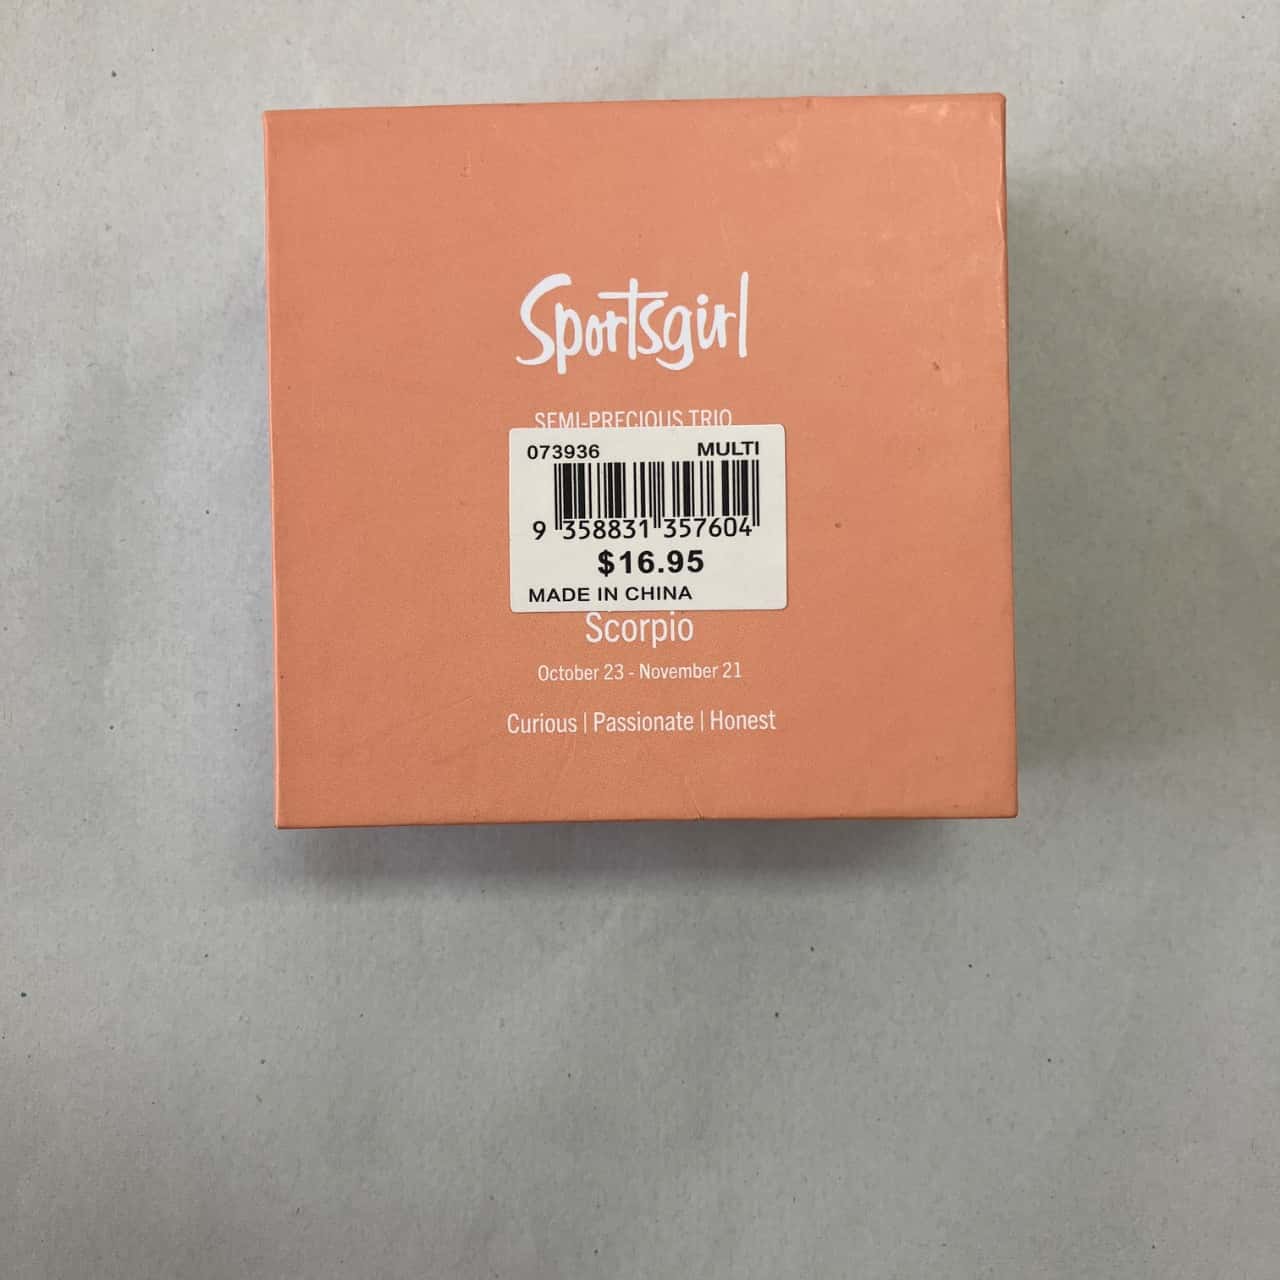 Sportsgirl
SEMI-PRECIOUS TRIO
073936 MULTI
9 358831 357604
$16.95
MADE IN CHINA
Scorpio
October 23 - November 21
Curious | Passionate | Honest